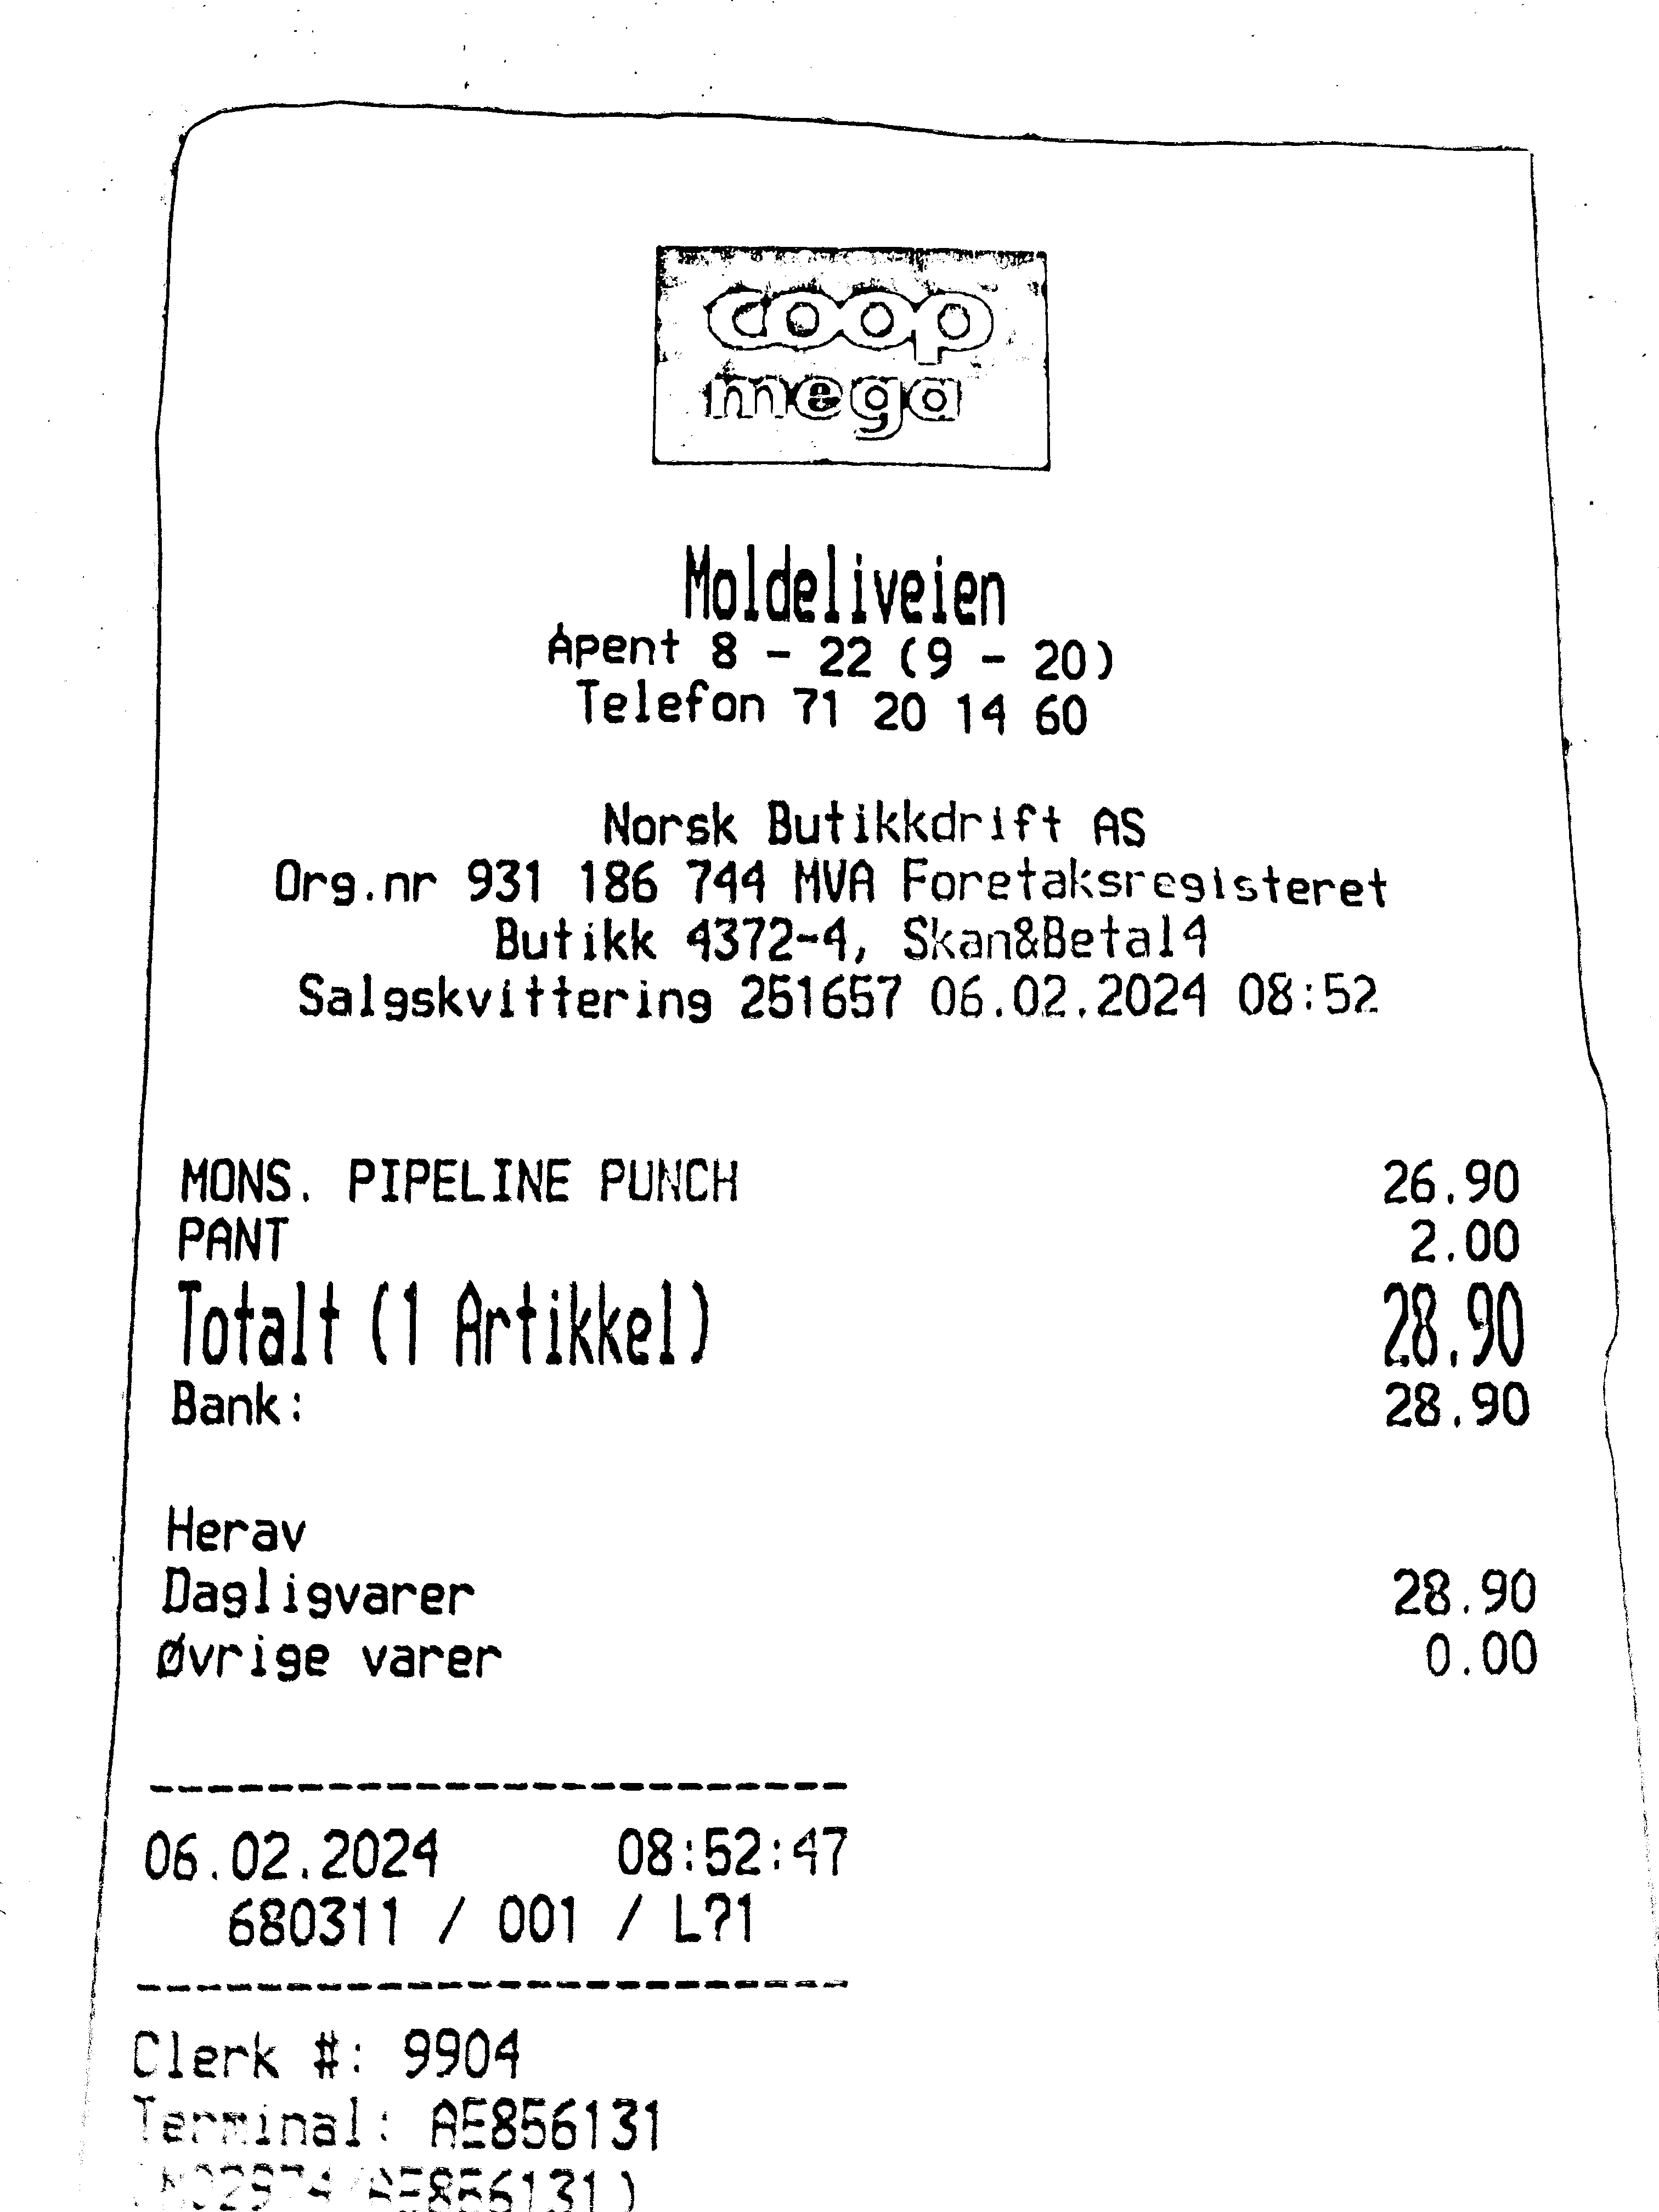 coop
mega
Moldeliveien
Åpent 8 - 22 (9 - 20)
Telefon 71 20 14 60
Norsk Butikkdrift AS
Org.nr 931 186 744 MVA Foretaksregisteret
Butikk 4372-4, Skan&Betal4
Salgskvittering 251657 06.02.2024 08:52
MONS. PIPELINE PUNCH 26.90
PANT 2.00
Totalt (1 Artikkel) 28.90
Bank: 28.90
Herav
Dagligvarer 28.90
Øvrige varer 0.00
06.02.2024 08:52:47
680311 / 001 / L?1
Clerk #: 9904
Terminal: AE856131